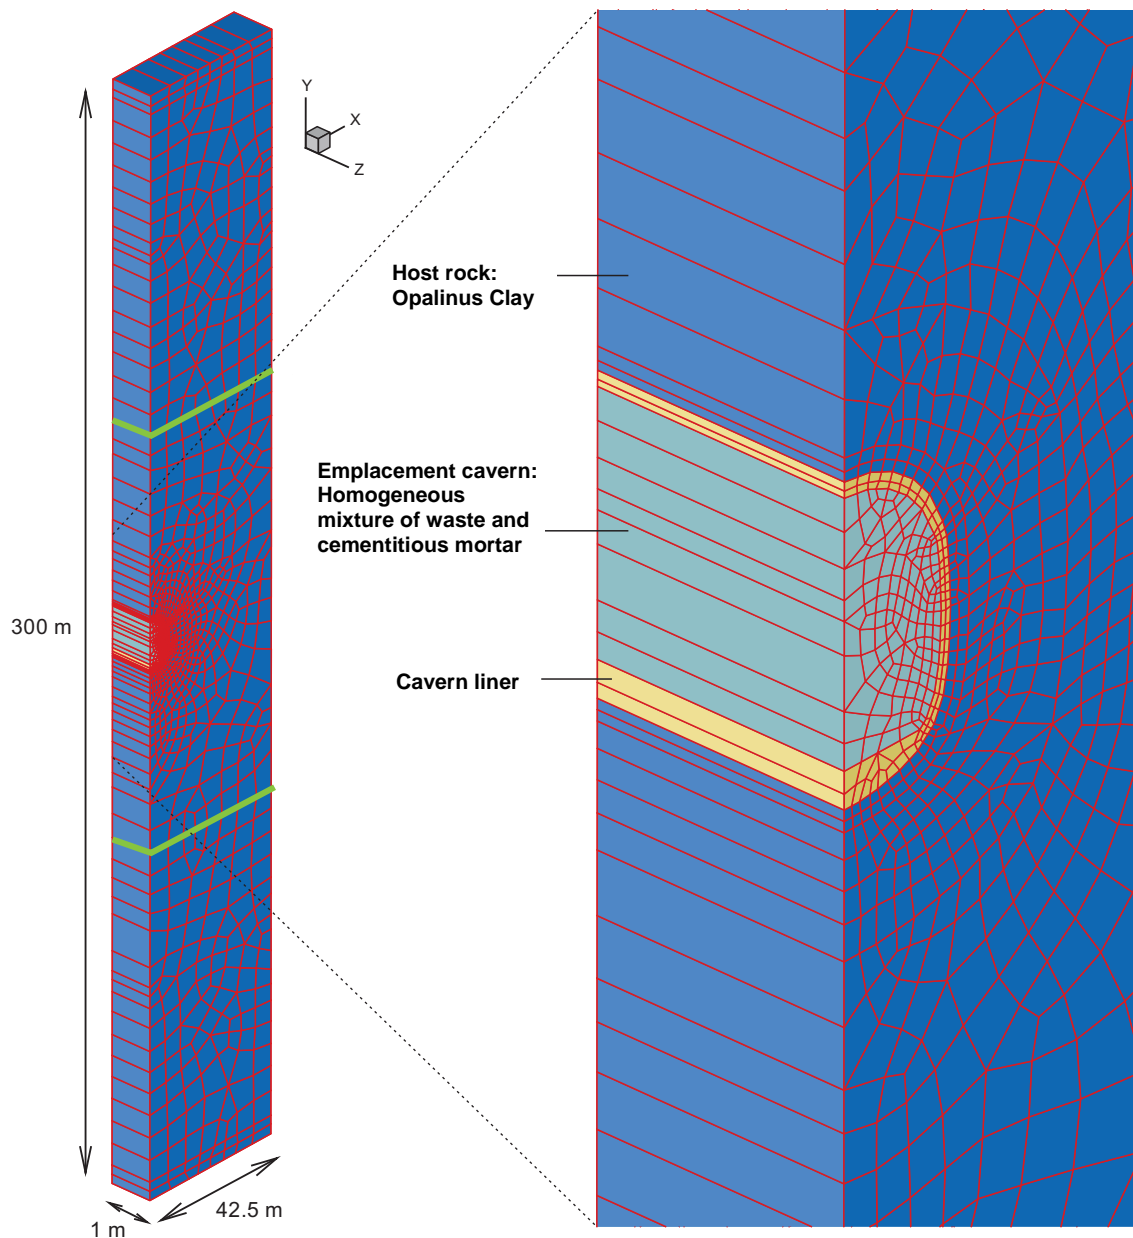 Y
X
Z
Host rock:
Opalinus Clay
Emplacement cavern:
Homogeneous
mixture of waste and
cementitious mortar
300 m
Cavern liner
42.5 m
1 m